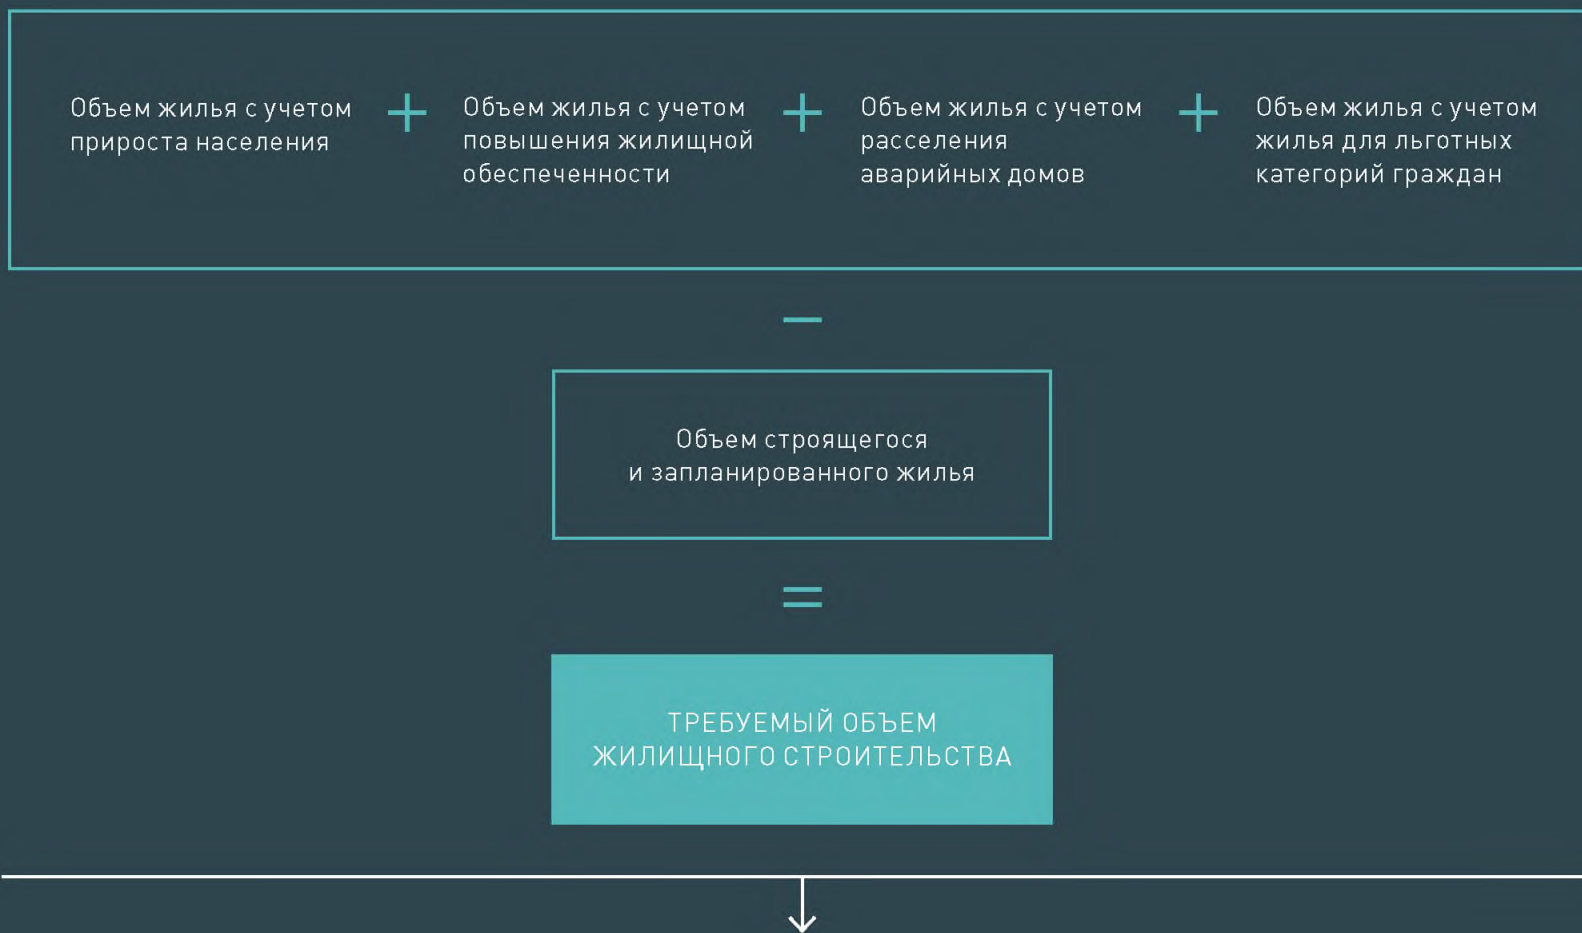 Объем жилья с учетом
прироста населения
+
Объем жилья с учетом
повышения жилищной
обеспеченности
+
Объем жилья с учетом
расселения
аварийных домов
+
Объем жилья с учетом
жилья для льготных
категорий граждан
–
Объем строящегося
и запланированного жилья
=
ТРЕБУЕМЫЙ ОБЪЕМ
ЖИЛИЩНОГО СТРОИТЕЛЬСТВА